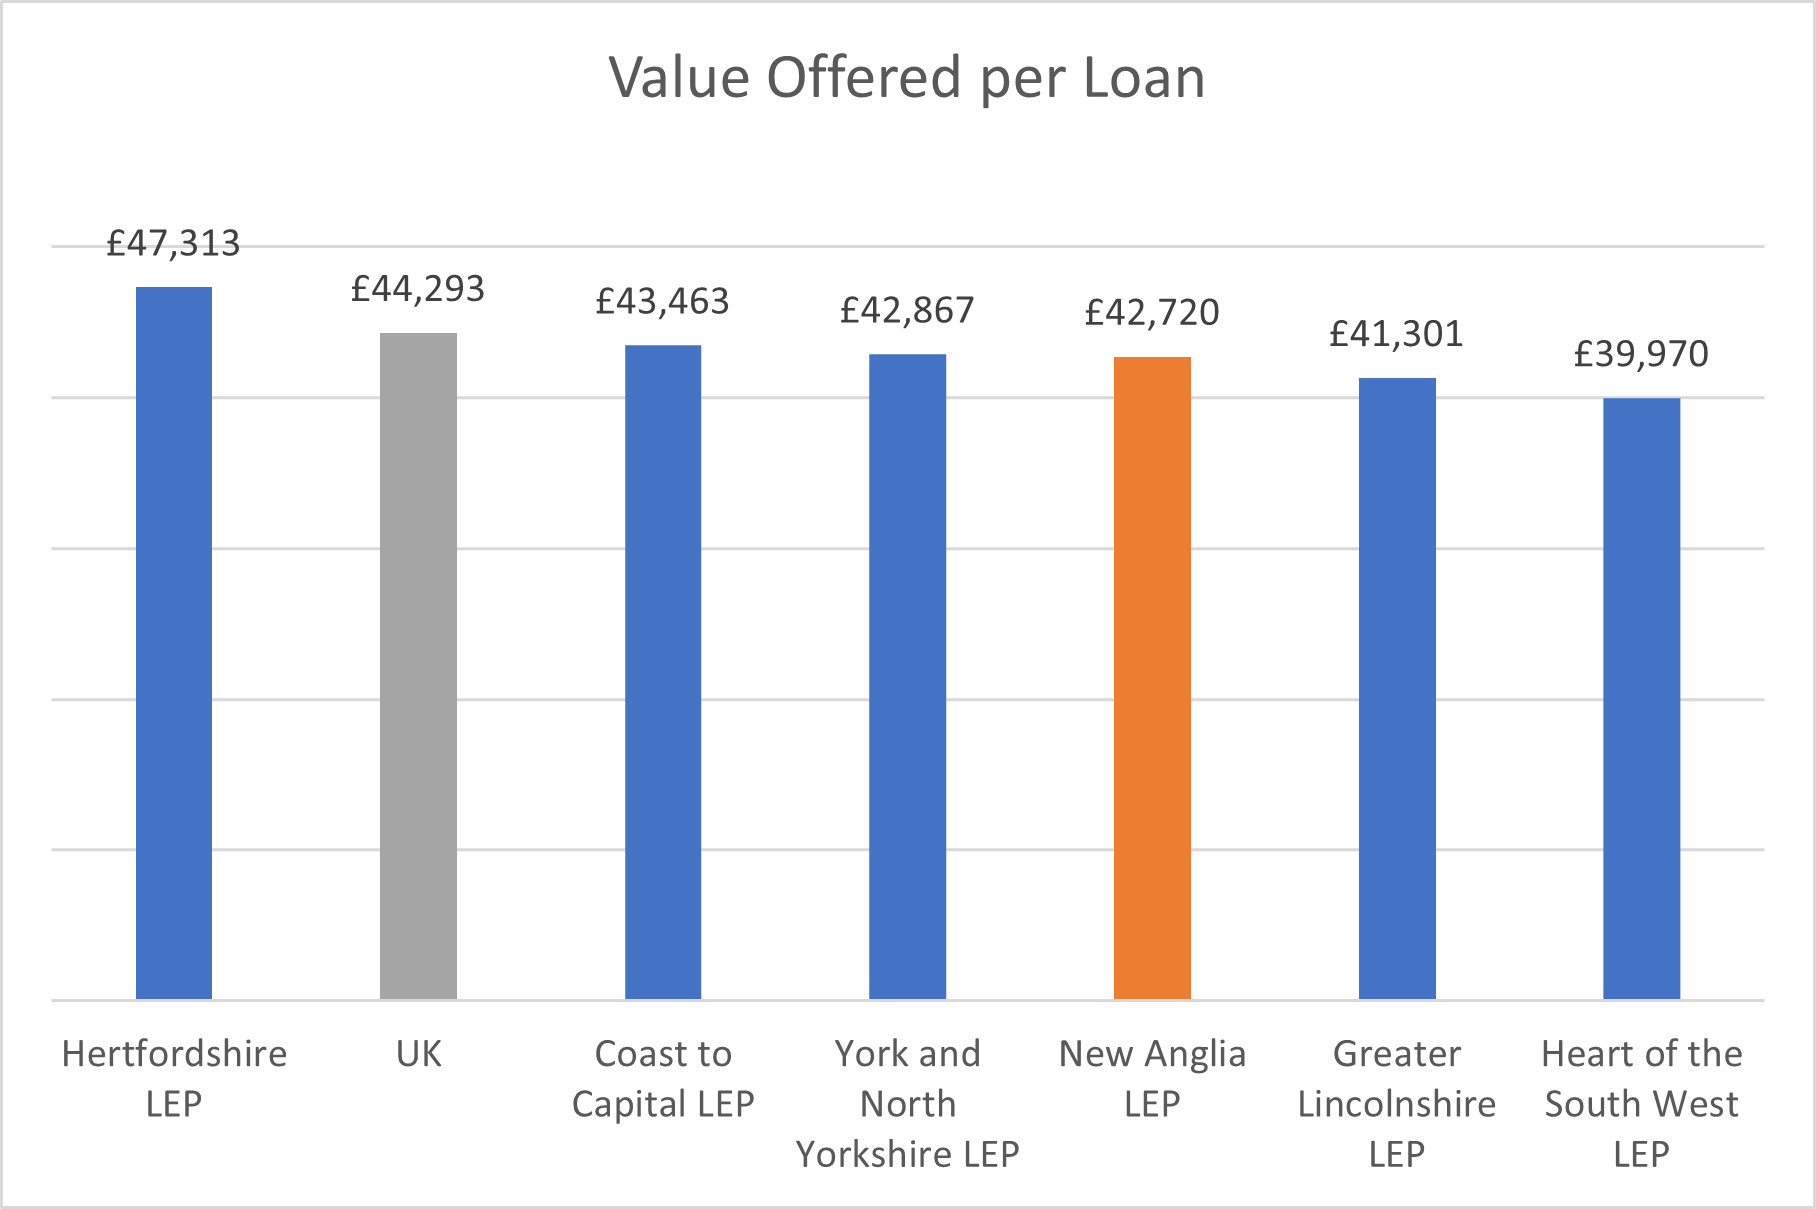 Value Offered per Loan
£47,313
£44,293
£43,463
£42,867
£42,720
£41,301
£39,970
Hertfordshire
LEP
UK
Coast to
Capital LEP
York and
North
Yorkshire LEP
New Anglia
LEP
Greater
Lincolnshire
LEP
Heart of the
South West
LEP